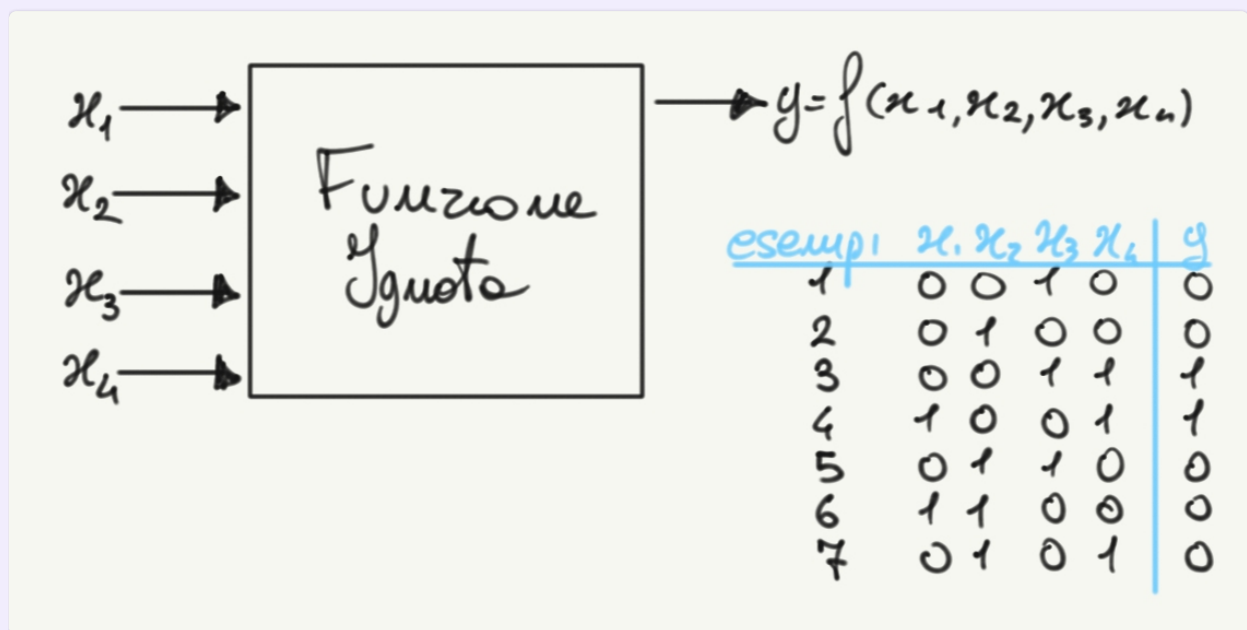 x1
x2
x3
x4
Funzione
Ignota
y = f(x1, x2, x3, x4)
esempi x1 x2 x3 x4 y
1 0 0 1 0 0
2 0 1 0 0 0
3 0 0 1 1 1
4 1 0 0 1 1
5 0 1 1 0 0
6 1 1 0 0 0
7 0 1 0 1 0